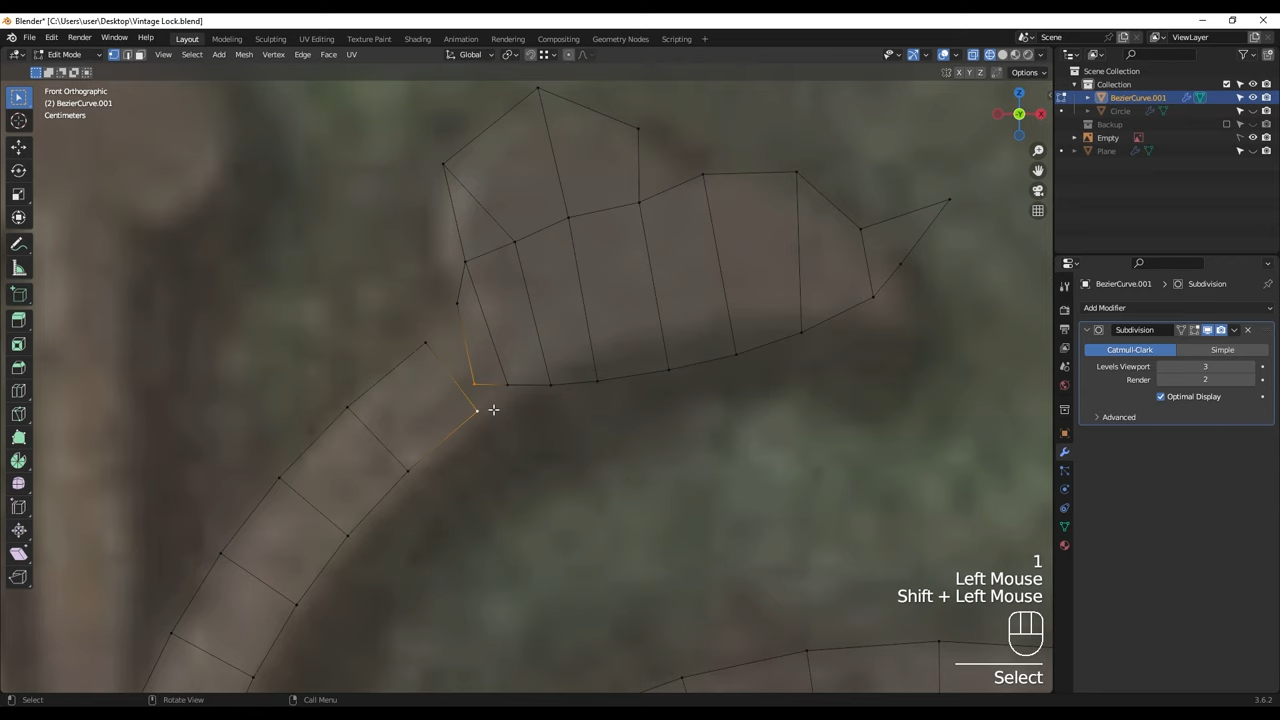 Blender* [C:\Users\user\Desktop\Vintage Lock.blend]
File Edit Render Window Help Layout Modeling Sculpting UV Editing Texture Paint Shading Animation Rendering Compositing Geometry Nodes Scripting + Scene ViewLayer
Edit Mode View Select Add Mesh Vertex Edge Face UV Global
X Y Z Options
Front Orthographic
(2) BezierCurve.001
Centimeters
Z
X
Y
Scene Collection
Collection
BezierCurve.001
Circle
Backup
Empty
Plane
BezierCurve.001 > Subdivision
Add Modifier
Subdivision
Catmull-Clark Simple
Levels Viewport 3
Render 2
Optimal Display
Advanced
1
Left Mouse
Shift + Left Mouse
Select
Select Rotate View Call Menu 3.6.2